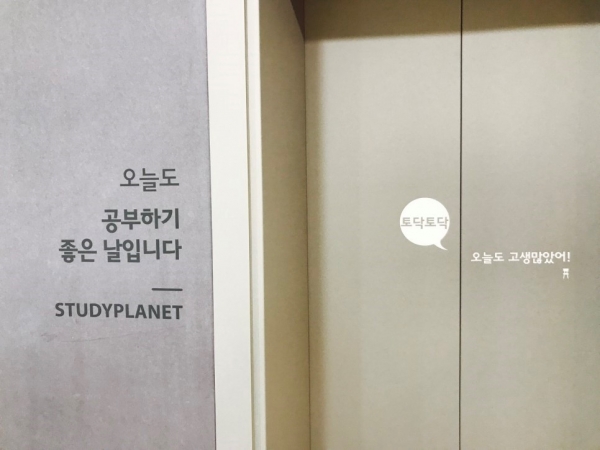 오늘도
공부하기
좋은 날입니다
STUDYPLANET
토닥토닥
오늘도 고생많았어!